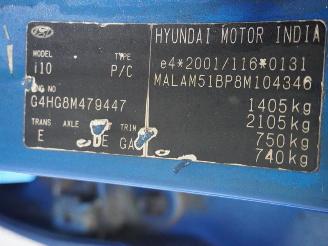 HYUNDAI MOTOR INDIA
MODEL TYPE
i10 P/C
e4*2001/116*0131
MALAM51BP8M104346
ENGINE
G4HG8M479447
1405kg
2105kg
TRANS AXLE TRIM
E DE GA
750kg
740kg